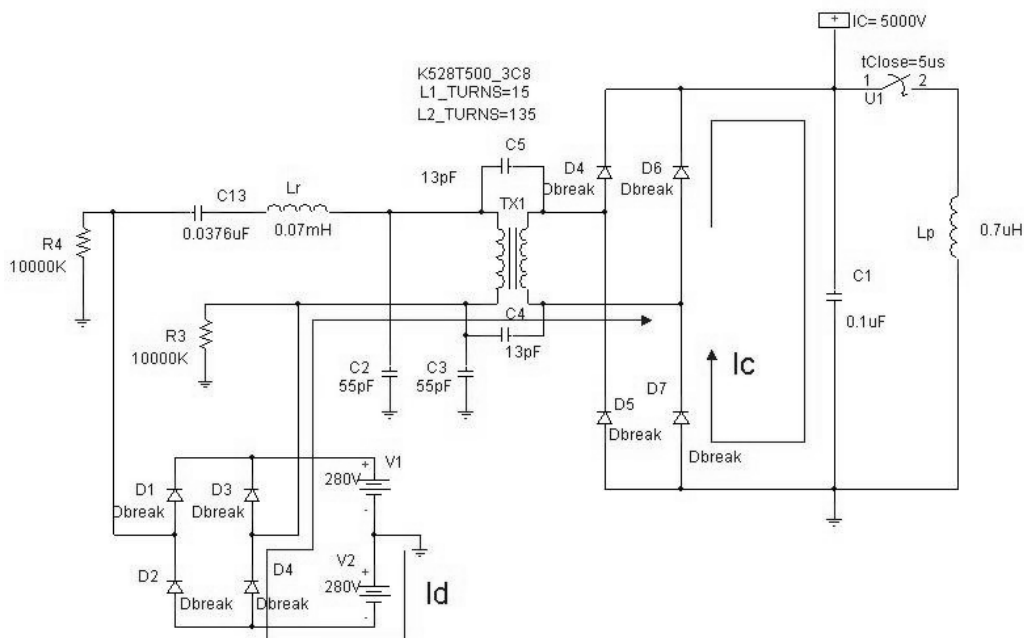 IC= 5000V
tClose=5us
1
2
U1
K528T500_3C8
L1_TURNS=15
L2_TURNS=135
C5
13pF
D4
Dbreak
D6
Dbreak
TX1
C13
0.0376uF
Lr
0.07mH
R4
10000K
Lp
0.7uH
C1
0.1uF
R3
10000K
C4
13pF
C2
55pF
C3
55pF
Ic
D5
Dbreak
D7
Dbreak
V1
+
280V
-
D1
Dbreak
D3
Dbreak
D2
Dbreak
D4
Dbreak
V2
+
280V
-
Id